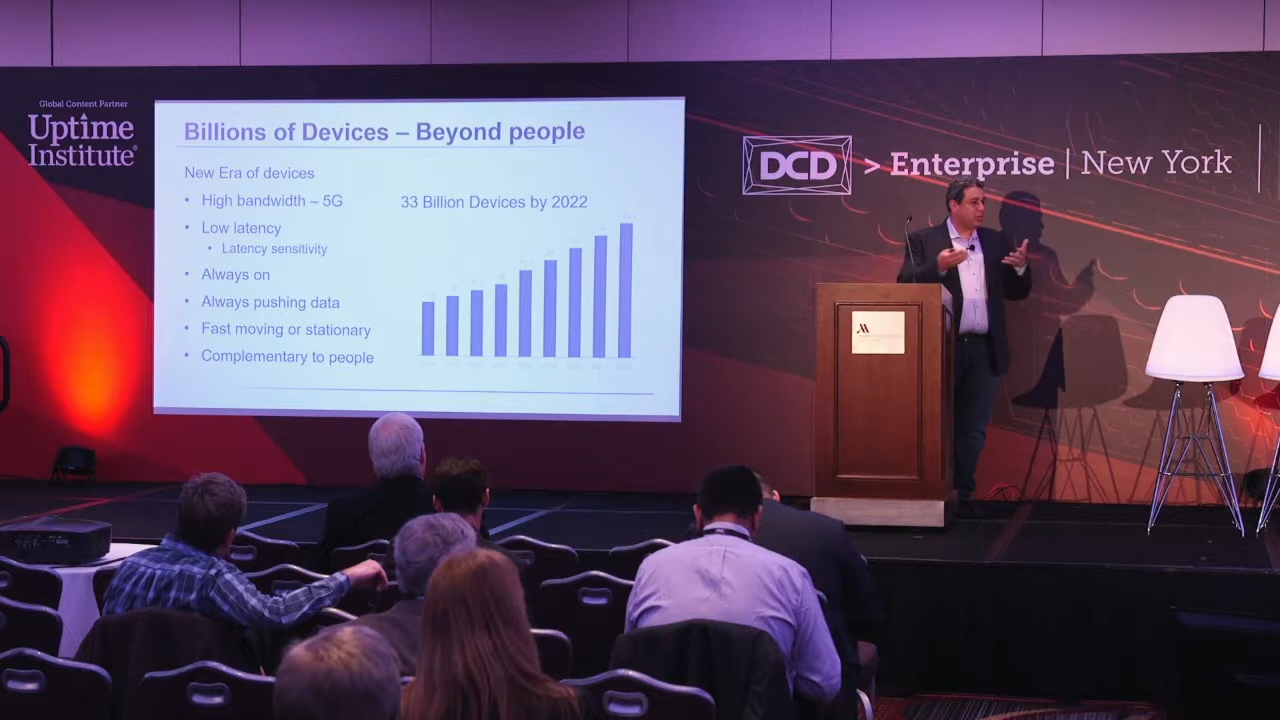 Global Content Partner
Uptime
Institute®
Billions of Devices – Beyond people
New Era of devices
• High bandwidth – 5G
• Low latency
• Latency sensitivity
• Always on
• Always pushing data
• Fast moving or stationary
• Complementary to people
33 Billion Devices by 2022
DCD > Enterprise | New York